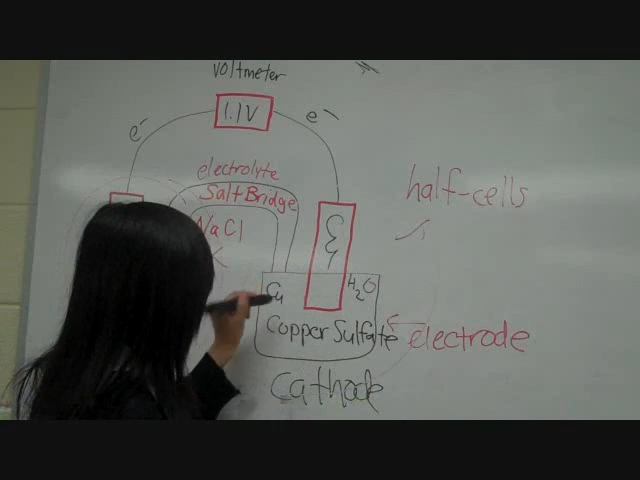 voltmeter
1.1V
e-
e-
electrolyte
Salt Bridge
NaCl
half-cells
Cu
H2O
Copper Sulfate
electrode
Cathode